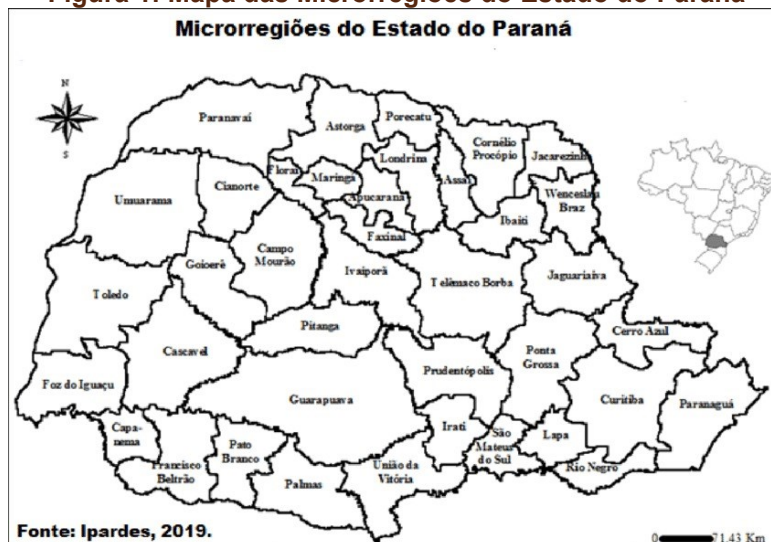 Figura 1: Mapa das Microrregiões do Estado do Paraná
Microrregiões do Estado do Paraná
N
S
Paranavaí
Astorga
Porecatu
Cornélio
Procópio
Jacarezinh
Londrina
Floraí
Maringa
Assaí
Apucarana
Cianorte
Umuarama
Wenceslau
Braz
Ibaiti
Faxinal
Campo
Mourão
Goioerê
Ivaiporã
Telêmaco Borba
Jaguariaiva
Toledo
Pitanga
Cerro Azul
Cascavel
Ponta
Grossa
Prudentópolis
Foz do Iguaçu
Curitiba
Paranaguá
Guarapuava
Capa-
nema
Pato
Branco
Irati
São
Mateus
do Sul
Lapa
Francisco
Beltrão
União da
Vitória
Rio Negro
Palmas
Fonte: Ipardes, 2019.
0 71,43 Km